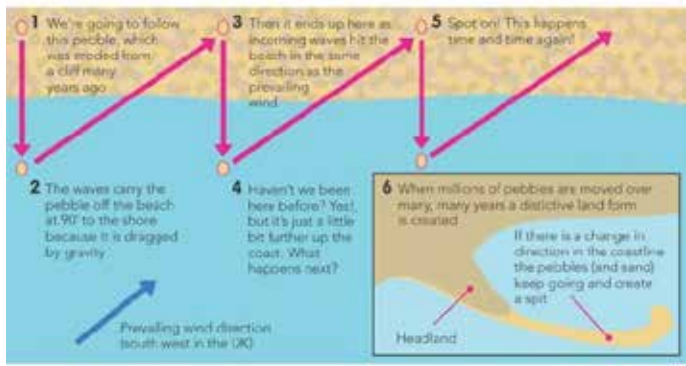 1 We're going to follow
this pebble, which
was eroded from
a cliff many
years ago
3 Then it ends up here as
incoming waves hit the
beach in the same
direction as the
prevailing
wind
5 Spot on! This happens
time and time again!
2 The waves carry the
pebble off the beach
at 90° to the shore
because it is dragged
by gravity
4 Haven't we been
here before? Yes!,
but it's just a little
bit further up the
coast. What
happens next?
6 When millions of pebbles are moved over
many, many years a distictive land form
is created
If there is a change in
direction in the coastline
the pebbles (and sand)
keep going and create
a spit
Headland
Prevailing wind direction
(south west in the UK)